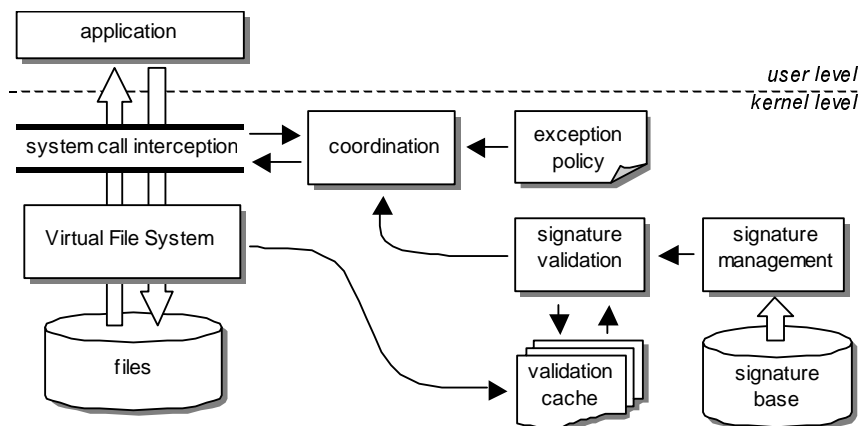 application
user level
kernel level
system call interception
coordination
exception
policy
Virtual File System
signature
validation
signature
management
files
validation
cache
signature
base